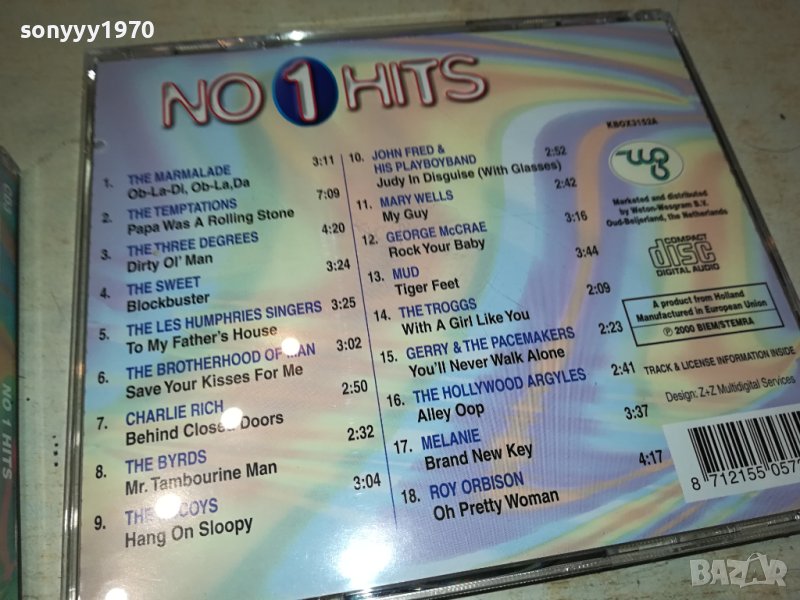 sonyyy1970
NO 1 HITS
KBOX3152A
1. THE MARMALADE 3:11
Ob-La-Di, Ob-La,Da
2. THE TEMPTATIONS 7:09
Papa Was A Rolling Stone
3. THE THREE DEGREES 4:20
Dirty Ol' Man
4. THE SWEET 3:24
Blockbuster
5. THE LES HUMPHRIES SINGERS 3:25
To My Father's House
6. THE BROTHERHOOD OF MAN 3:02
Save Your Kisses For Me
7. CHARLIE RICH 2:50
Behind Closed Doors
8. THE BYRDS 2:32
Mr. Tambourine Man
9. THE COYS 3:04
Hang On Sloopy
10. JOHN FRED & 2:52
HIS PLAYBOYBAND
Judy In Disguise (With Glasses)
11. MARY WELLS 2:42
My Guy
12. GEORGE McCRAE 3:16
Rock Your Baby
13. MUD 3:44
Tiger Feet
14. THE TROGGS 2:09
With A Girl Like You
15. GERRY & THE PACEMAKERS 2:23
You'll Never Walk Alone
16. THE HOLLYWOOD ARGYLES 2:41
Alley Oop
17. MELANIE 3:37
Brand New Key
18. ROY ORBISON 4:17
Oh Pretty Woman
Marketed and distributed
by Weton-Wesgram B.V.
Oud-Beijerland, the Netherlands
COMPACT
disc
DIGITAL AUDIO
A product from Holland
Manufactured in European Union
Ⓟ 2000 BIEM/STEMRA
TRACK & LICENSE INFORMATION INSIDE
Design: Z+Z Multidigital Services
8 712155 057
NO 1 HITS
BAZAR